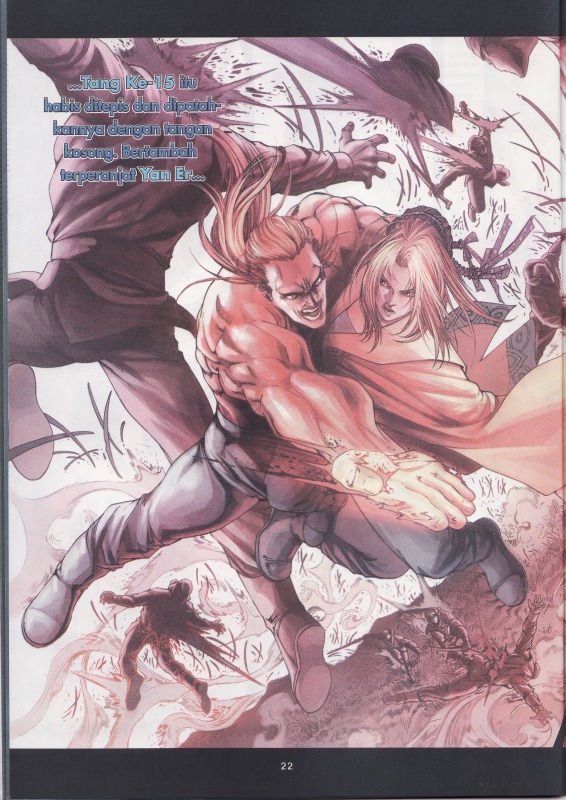 ...Tang Ke-15 itu
habis ditepis dan dipatah-
kannya dengan tangan
kosong. Bertambah
terperanjat Yan Er...
22